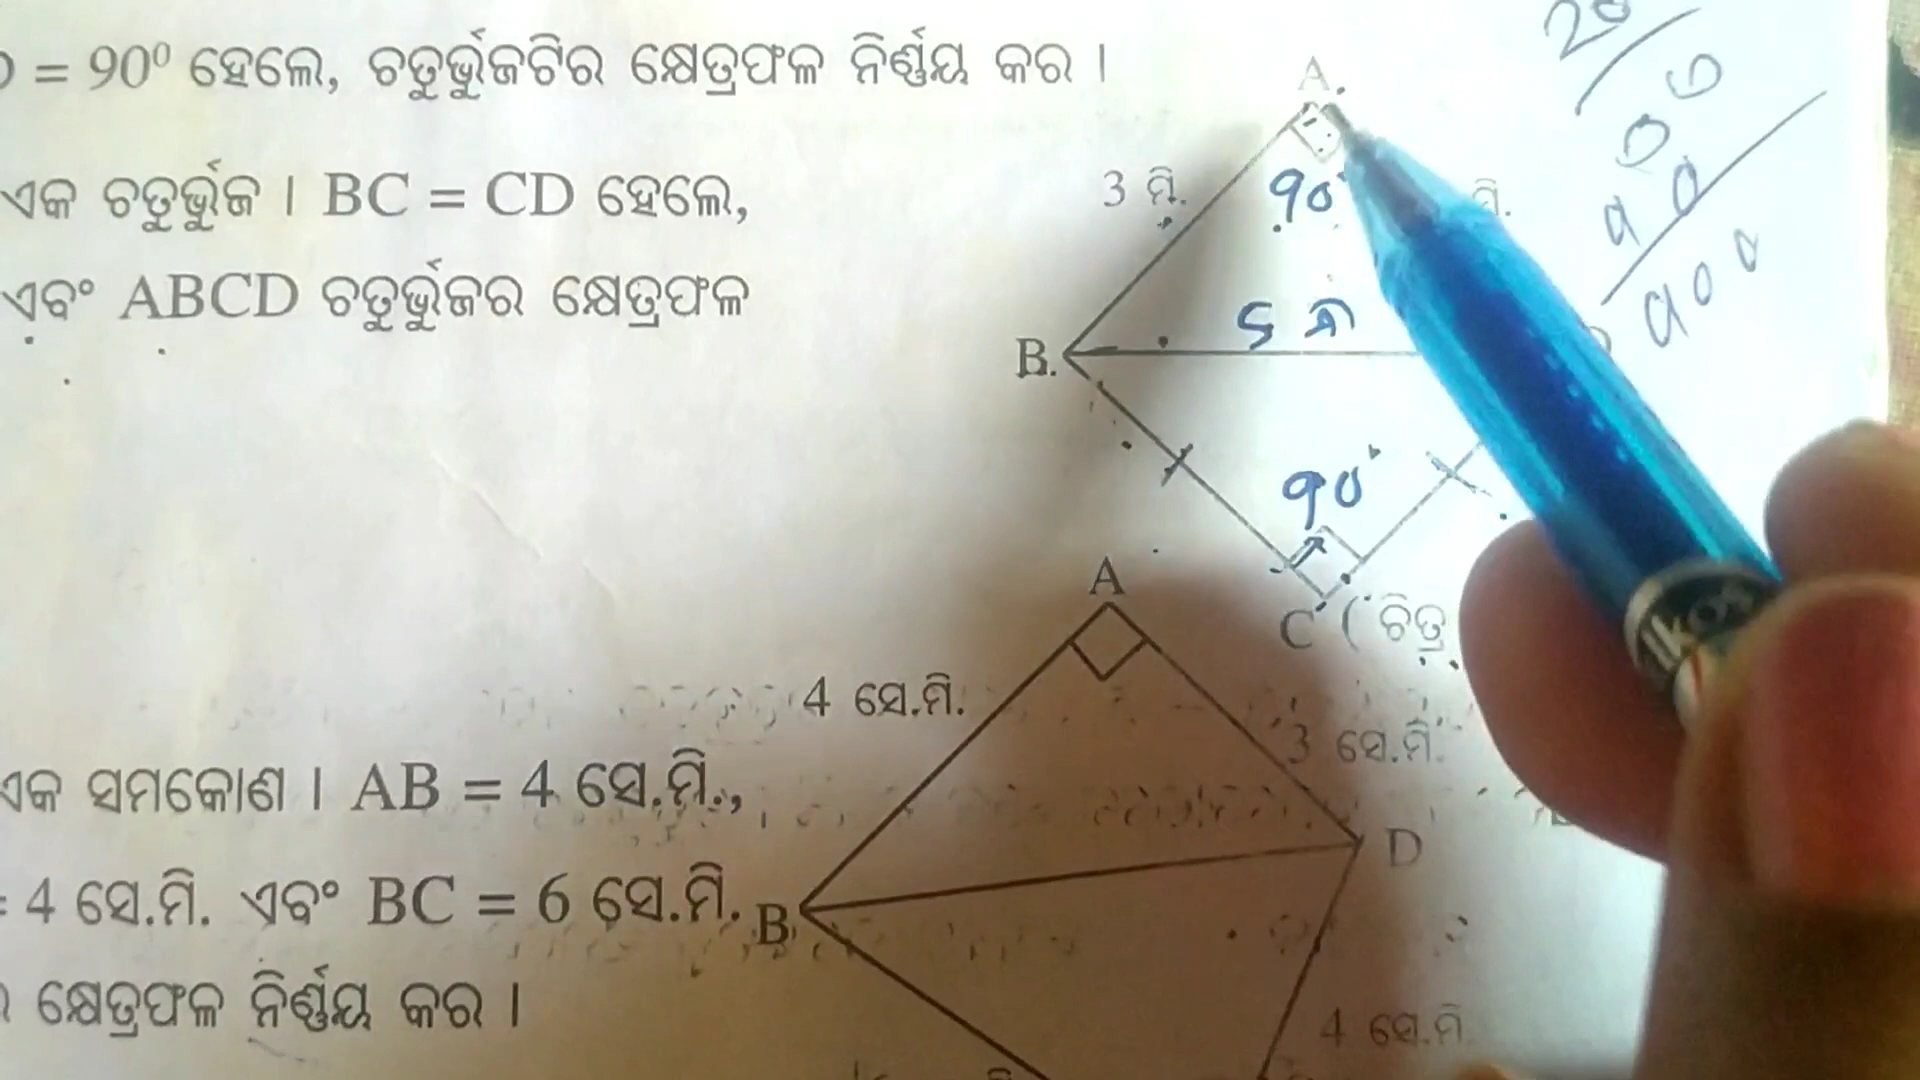 = 90⁰ ହେଲେ, ଚତୁର୍ଭୁଜଟିର କ୍ଷେତ୍ରଫଳ ନିର୍ଣ୍ଣୟ କର ।
ଏକ ଚତୁର୍ଭୁଜ । BC = CD ହେଲେ,
ଏବଂ ABCD ଚତୁର୍ଭୁଜର କ୍ଷେତ୍ରଫଳ
A
3 ମି.
90°
5 ମି
B
90°
C ( ଚିତ୍ର
A
4 ସେ.ମି.
3 ସେ.ମି.
ଏକ ସମକୋଣ । AB = 4 ସେ.ମି.,
D
= 4 ସେ.ମି. ଏବଂ BC = 6 ସେ.ମି.
B
କ୍ଷେତ୍ରଫଳ ନିର୍ଣ୍ଣୟ କର ।
4 ସେ.ମି